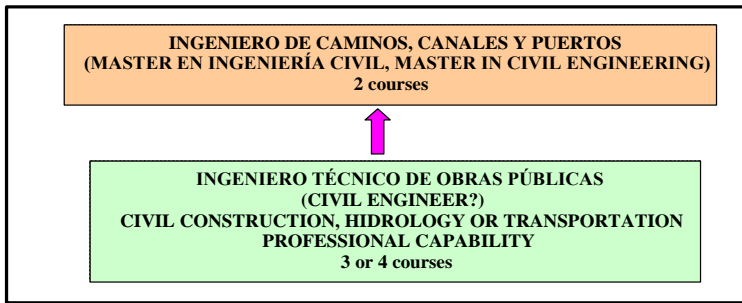 INGENIERO DE CAMINOS, CANALES Y PUERTOS
(MASTER EN INGENIERÍA CIVIL, MASTER IN CIVIL ENGINEERING)
2 courses
INGENIERO TÉCNICO DE OBRAS PÚBLICAS
(CIVIL ENGINEER?)
CIVIL CONSTRUCTION, HIDROLOGY OR TRANSPORTATION
PROFESSIONAL CAPABILITY
3 or 4 courses